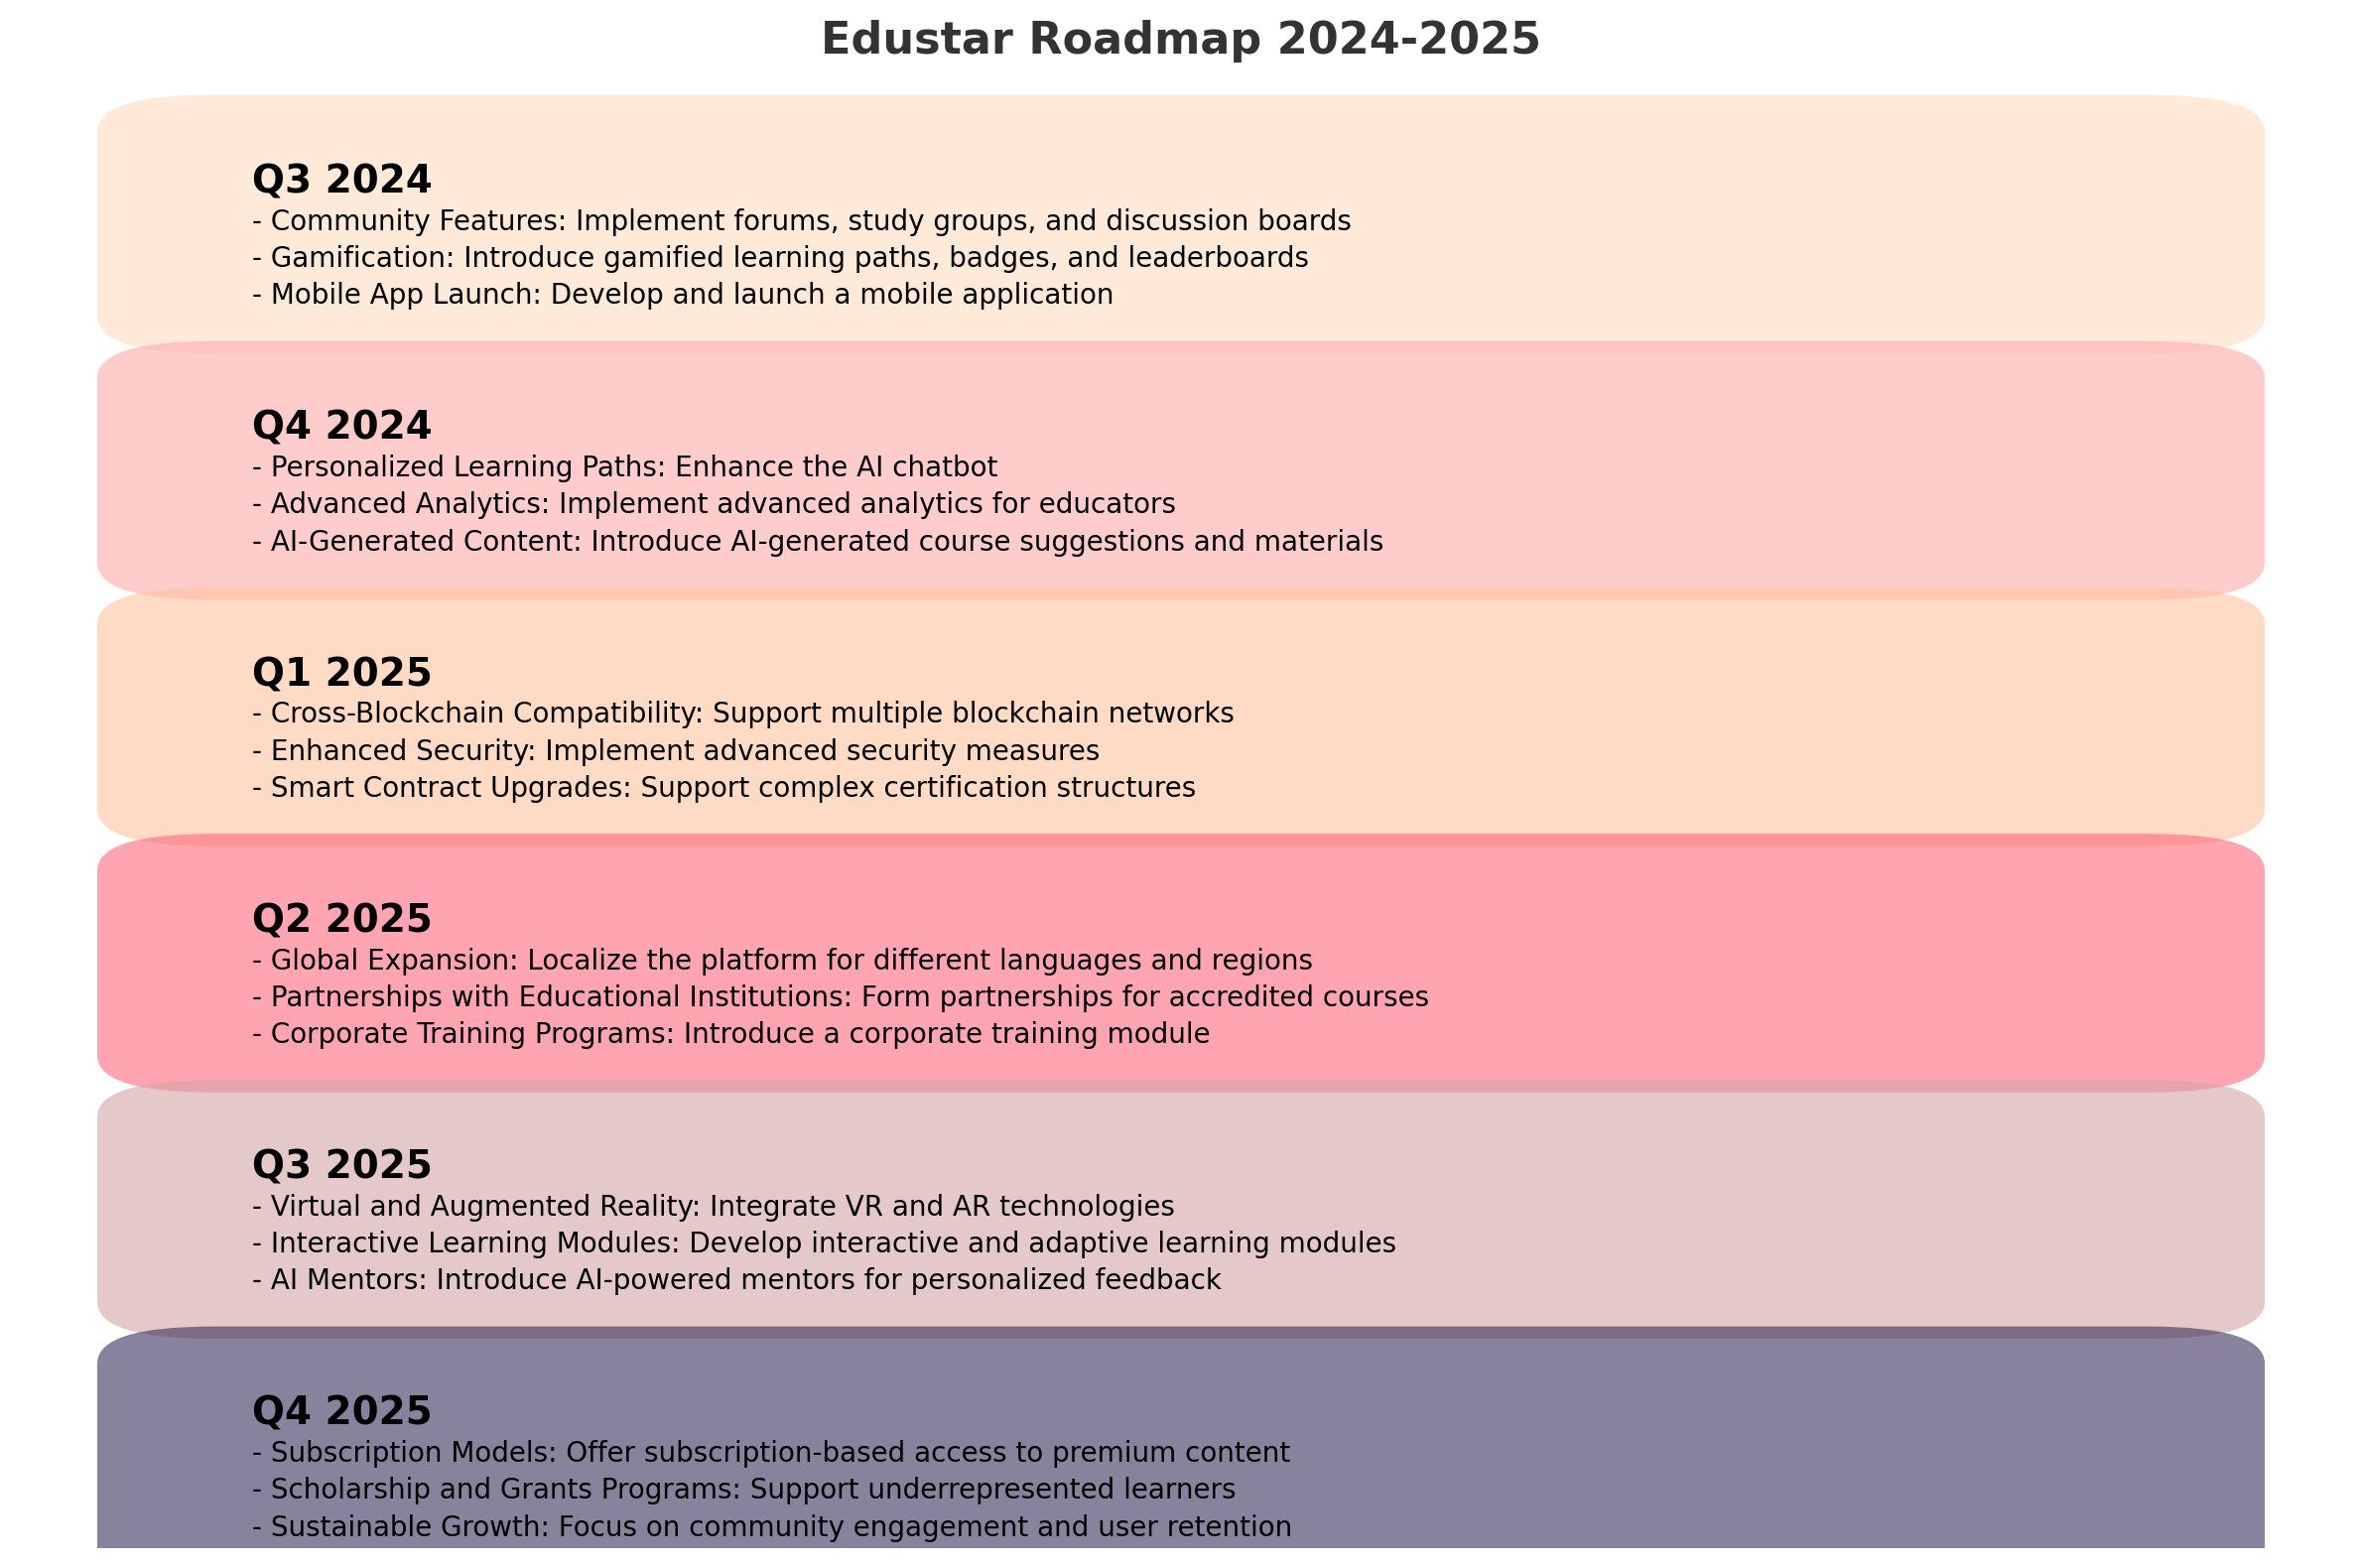 Edustar Roadmap 2024-2025
Q3 2024
- Community Features: Implement forums, study groups, and discussion boards
- Gamification: Introduce gamified learning paths, badges, and leaderboards
- Mobile App Launch: Develop and launch a mobile application
Q4 2024
- Personalized Learning Paths: Enhance the AI chatbot
- Advanced Analytics: Implement advanced analytics for educators
- AI-Generated Content: Introduce AI-generated course suggestions and materials
Q1 2025
- Cross-Blockchain Compatibility: Support multiple blockchain networks
- Enhanced Security: Implement advanced security measures
- Smart Contract Upgrades: Support complex certification structures
Q2 2025
- Global Expansion: Localize the platform for different languages and regions
- Partnerships with Educational Institutions: Form partnerships for accredited courses
- Corporate Training Programs: Introduce a corporate training module
Q3 2025
- Virtual and Augmented Reality: Integrate VR and AR technologies
- Interactive Learning Modules: Develop interactive and adaptive learning modules
- AI Mentors: Introduce AI-powered mentors for personalized feedback
Q4 2025
- Subscription Models: Offer subscription-based access to premium content
- Scholarship and Grants Programs: Support underrepresented learners
- Sustainable Growth: Focus on community engagement and user retention